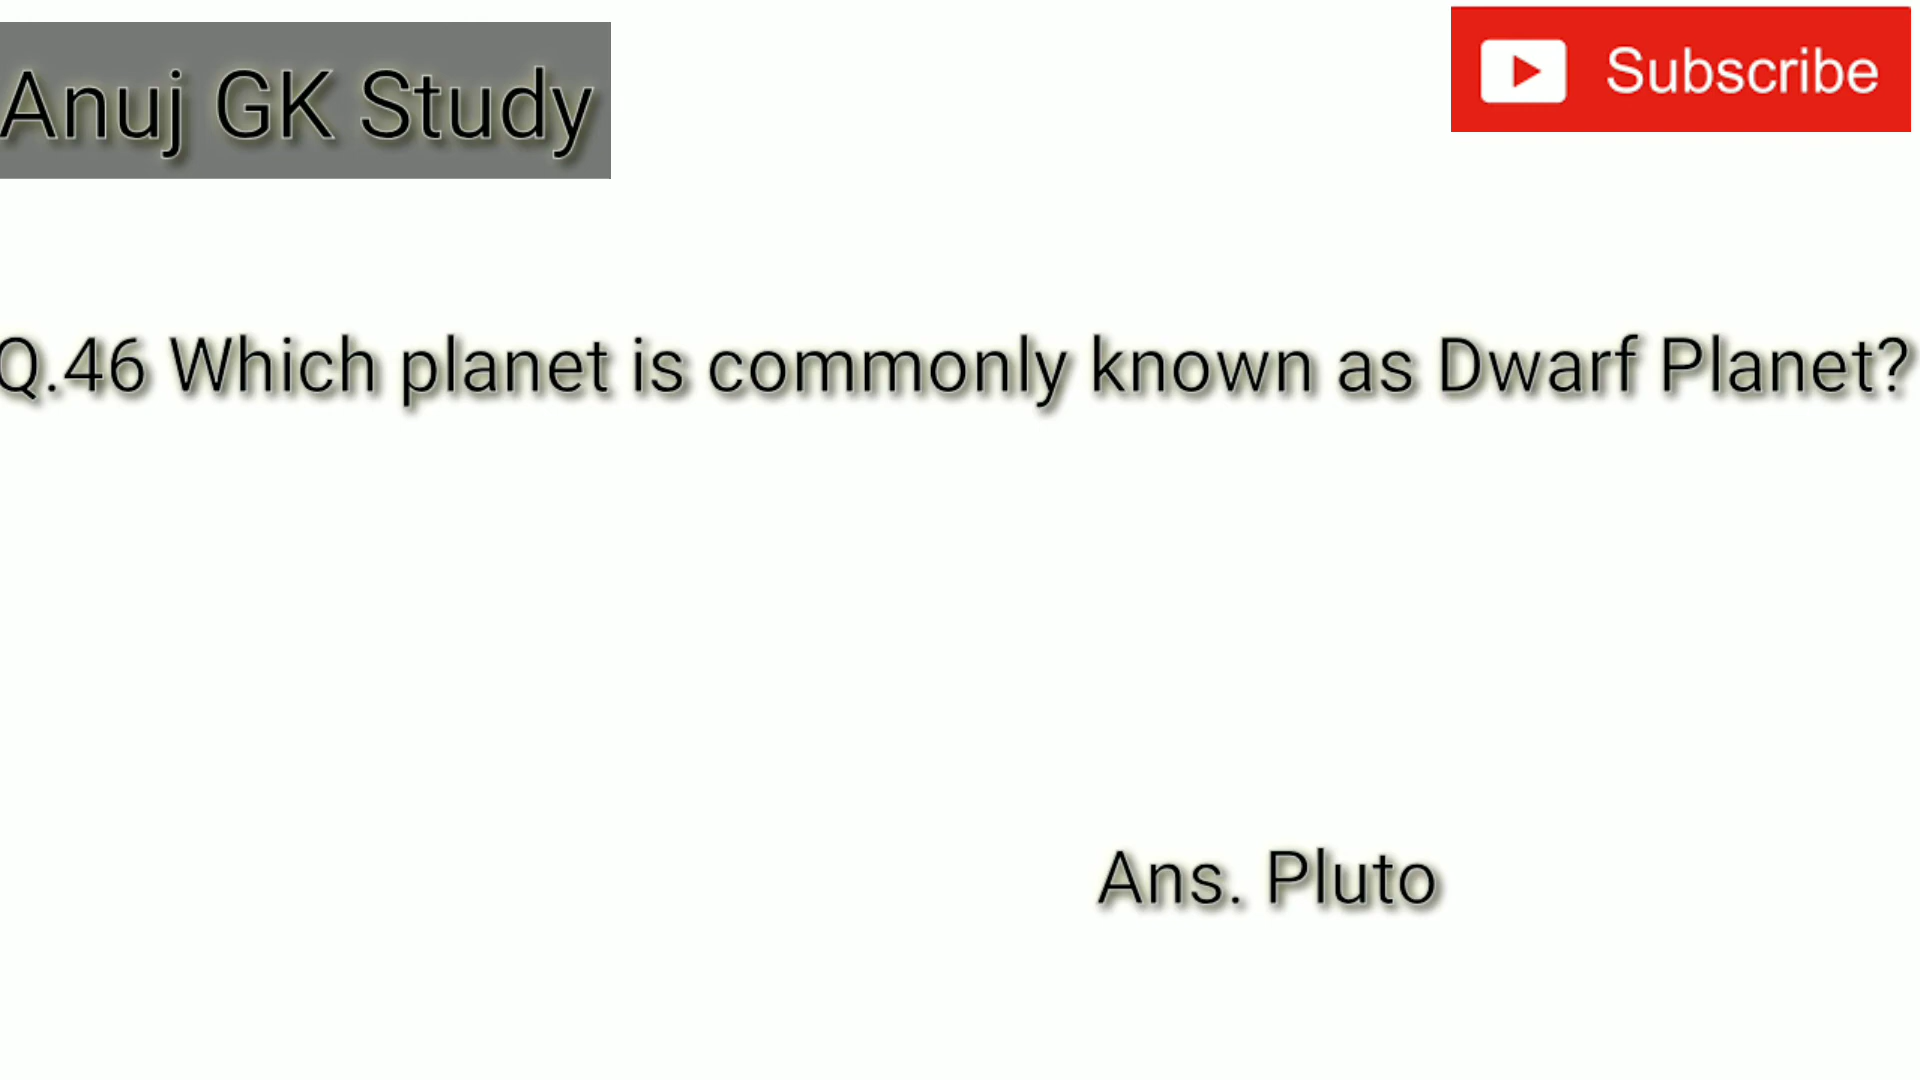 Anuj GK Study
Subscribe
Q.46 Which planet is commonly known as Dwarf Planet?
Ans. Pluto